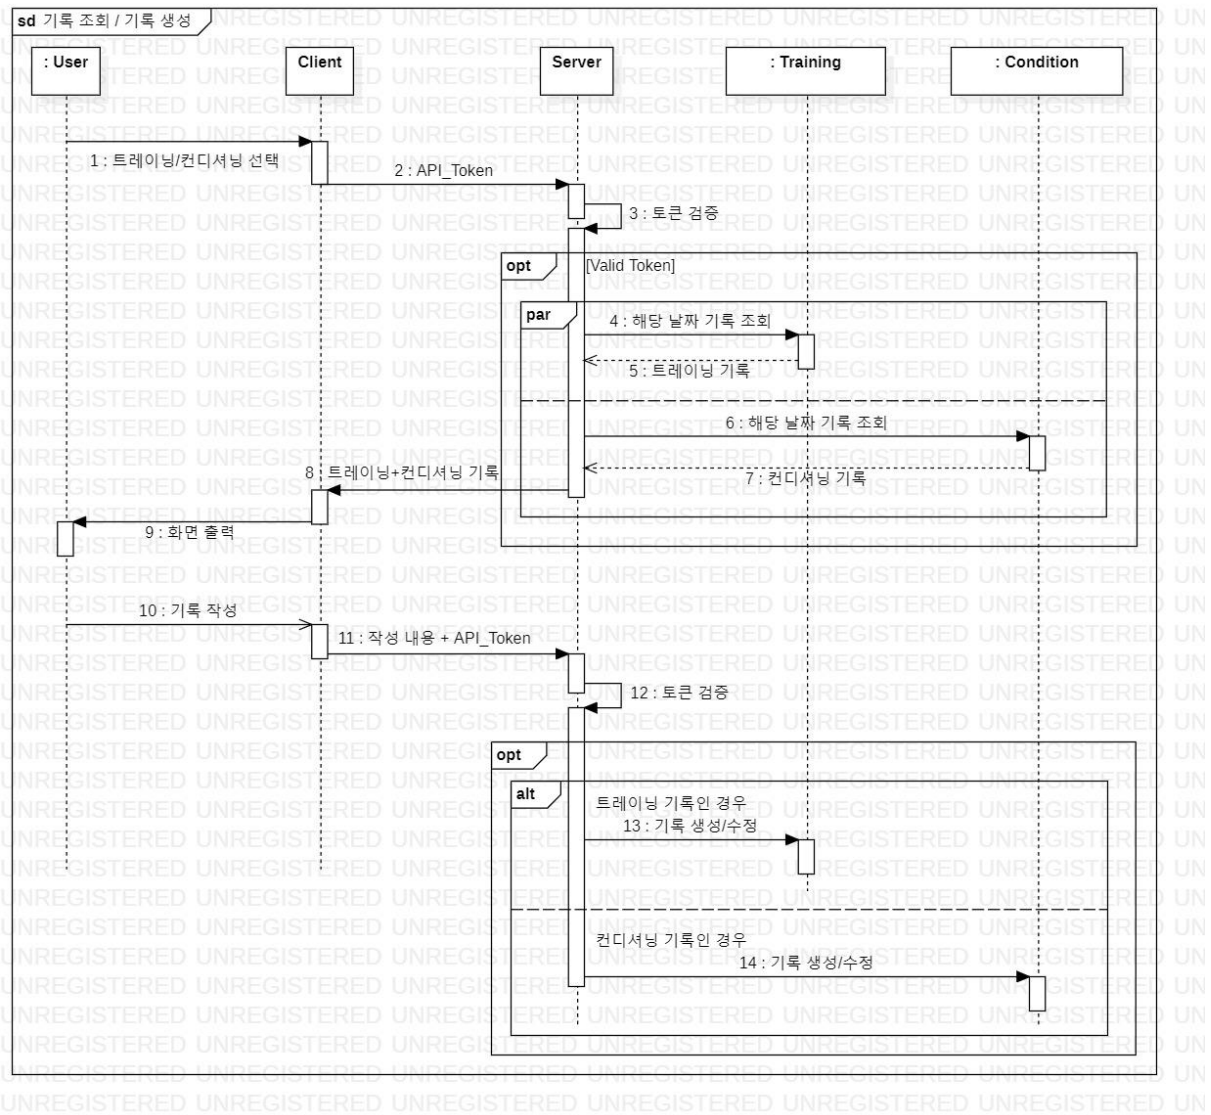 sd 기록 조회 / 기록 생성
: User
Client
Server
: Training
: Condition
1 : 트레이닝/컨디셔닝 선택
2 : API_Token
3 : 토큰 검증
opt [Valid Token]
par
4 : 해당 날짜 기록 조회
5 : 트레이닝 기록
6 : 해당 날짜 기록 조회
7 : 컨디셔닝 기록
8 : 트레이닝+컨디셔닝 기록
9 : 화면 출력
10 : 기록 작성
11 : 작성 내용 + API_Token
12 : 토큰 검증
opt
alt
트레이닝 기록인 경우
13 : 기록 생성/수정
컨디셔닝 기록인 경우
14 : 기록 생성/수정
UNREGISTERED